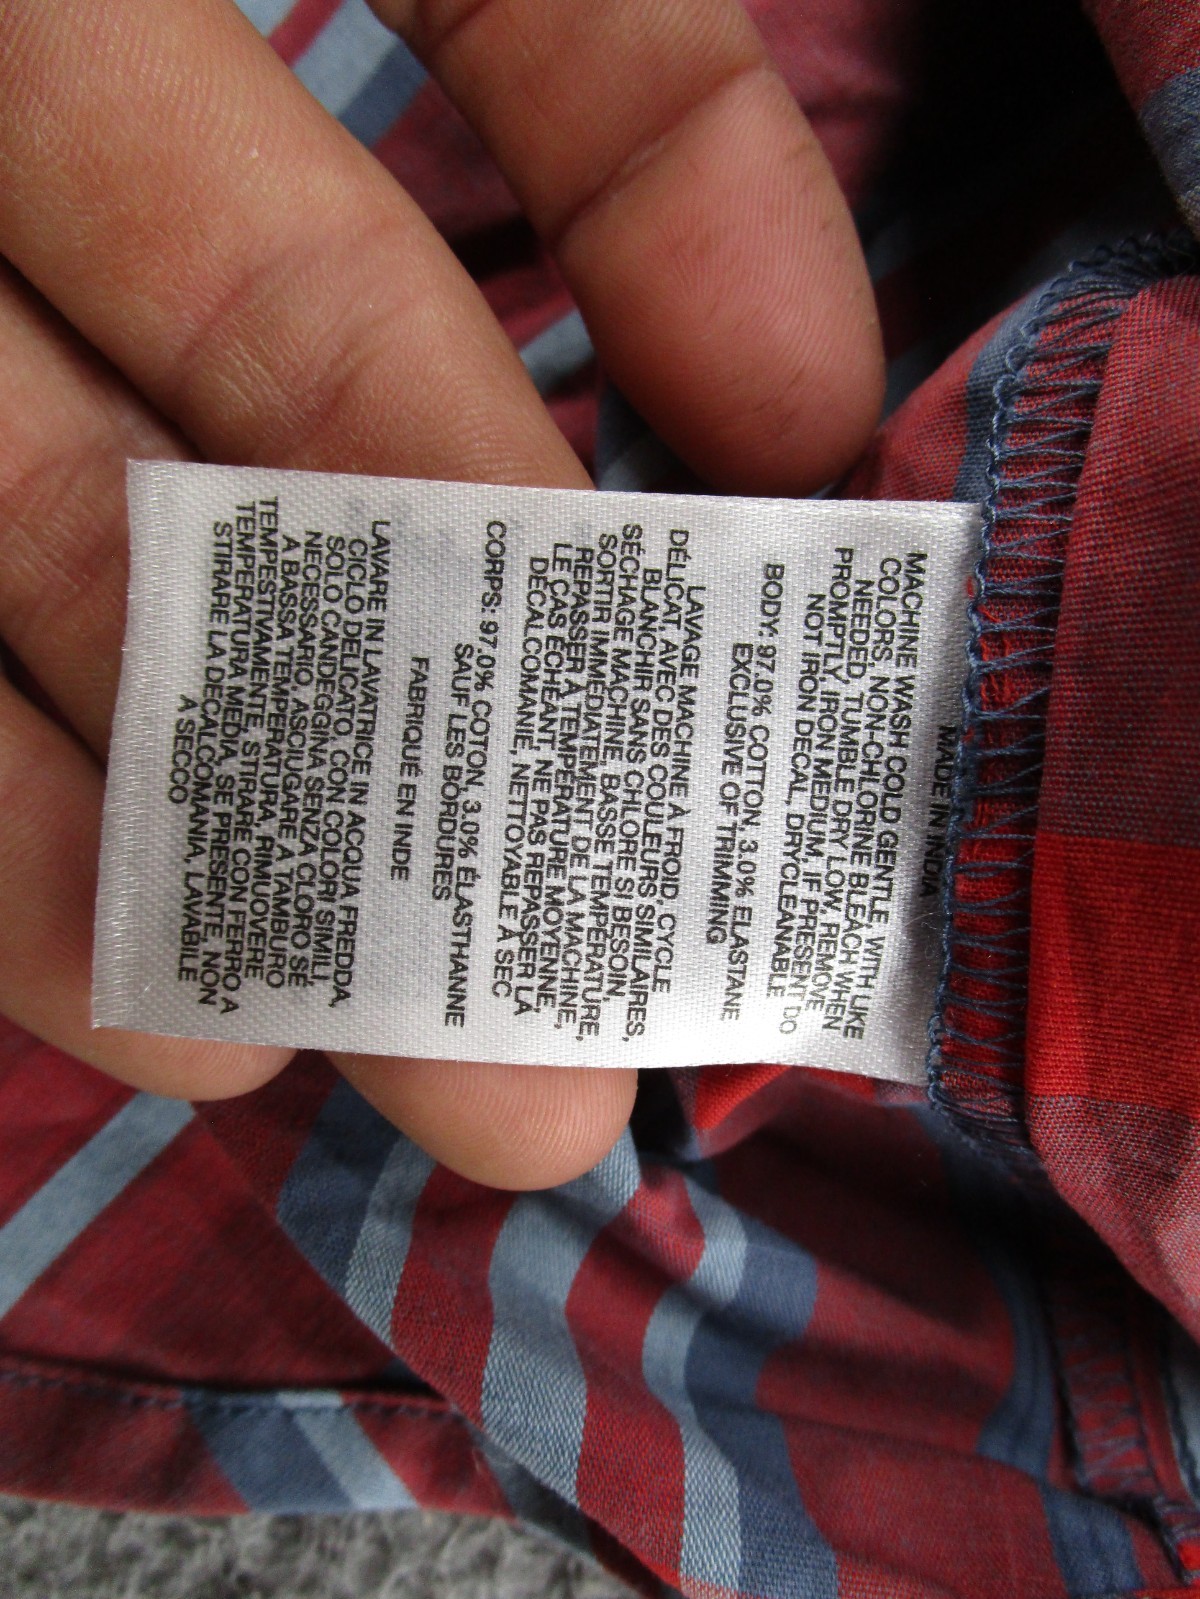 MADE IN INDIA
MACHINE WASH COLD GENTLE, WITH LIKE
COLORS, NON-CHLORINE BLEACH WHEN
NEEDED, TUMBLE DRY LOW, REMOVE
PROMPTLY, IRON MEDIUM, IF PRESENT DO
NOT IRON DECAL, DRYCLEANABLE
BODY: 97.0% COTTON, 3.0% ELASTANE
EXCLUSIVE OF TRIMMING
LAVAGE MACHINE À FROID, CYCLE
DÉLICAT, AVEC DES COULEURS SIMILAIRES,
BLANCHIR SANS CHLORE SI BESOIN,
SÉCHAGE MACHINE, BASSE TEMPÉRATURE,
SORTIR IMMÉDIATEMENT DE LA MACHINE,
REPASSER À TEMPÉRATURE MOYENNE,
LE CAS ÉCHÉANT, NE PAS REPASSER LA
DÉCALCOMANIE, NETTOYABLE À SEC
CORPS: 97.0% COTON, 3.0% ÉLASTHANNE
SAUF LES BORDURES
FABRIQUÉ EN INDE
LAVARE IN LAVATRICE IN ACQUA FREDDA,
CICLO DELICATO, CON COLORI SIMILI,
SOLO CANDEGGINA SENZA CLORO SE
NECESSARIO, ASCIUGARE A TAMBURO
A BASSA TEMPERATURA, RIMUOVERE
TEMPESTIVAMENTE, STIRARE CON FERRO A
TEMPERATURA MEDIA, SE PRESENTE, NON
STIRARE LA DECALCOMANIA, LAVABILE
A SECCO